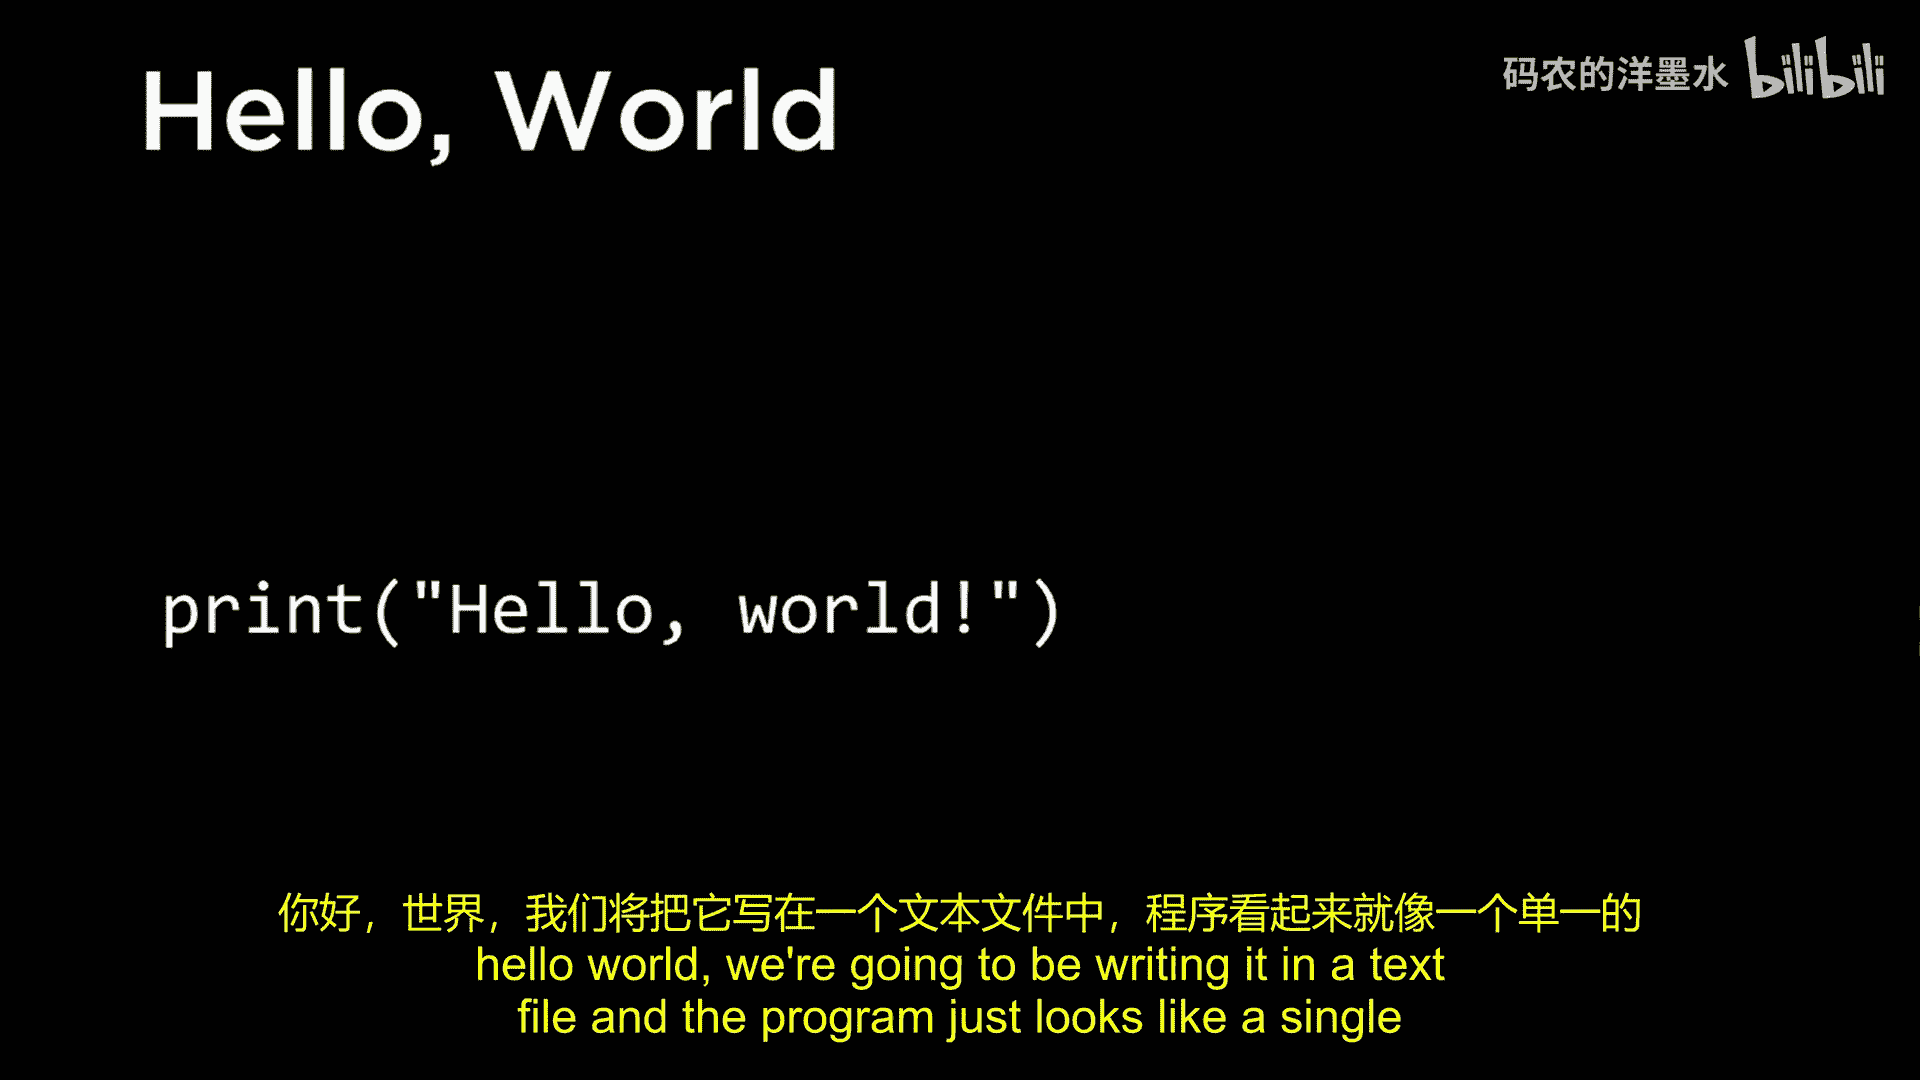 Hello, World
码农的洋墨水 bilibili
print("Hello, world!")
你好，世界，我们将把它写在一个文本文件中，程序看起来就像一个单一的
hello world, we're going to be writing it in a text
file and the program just looks like a single